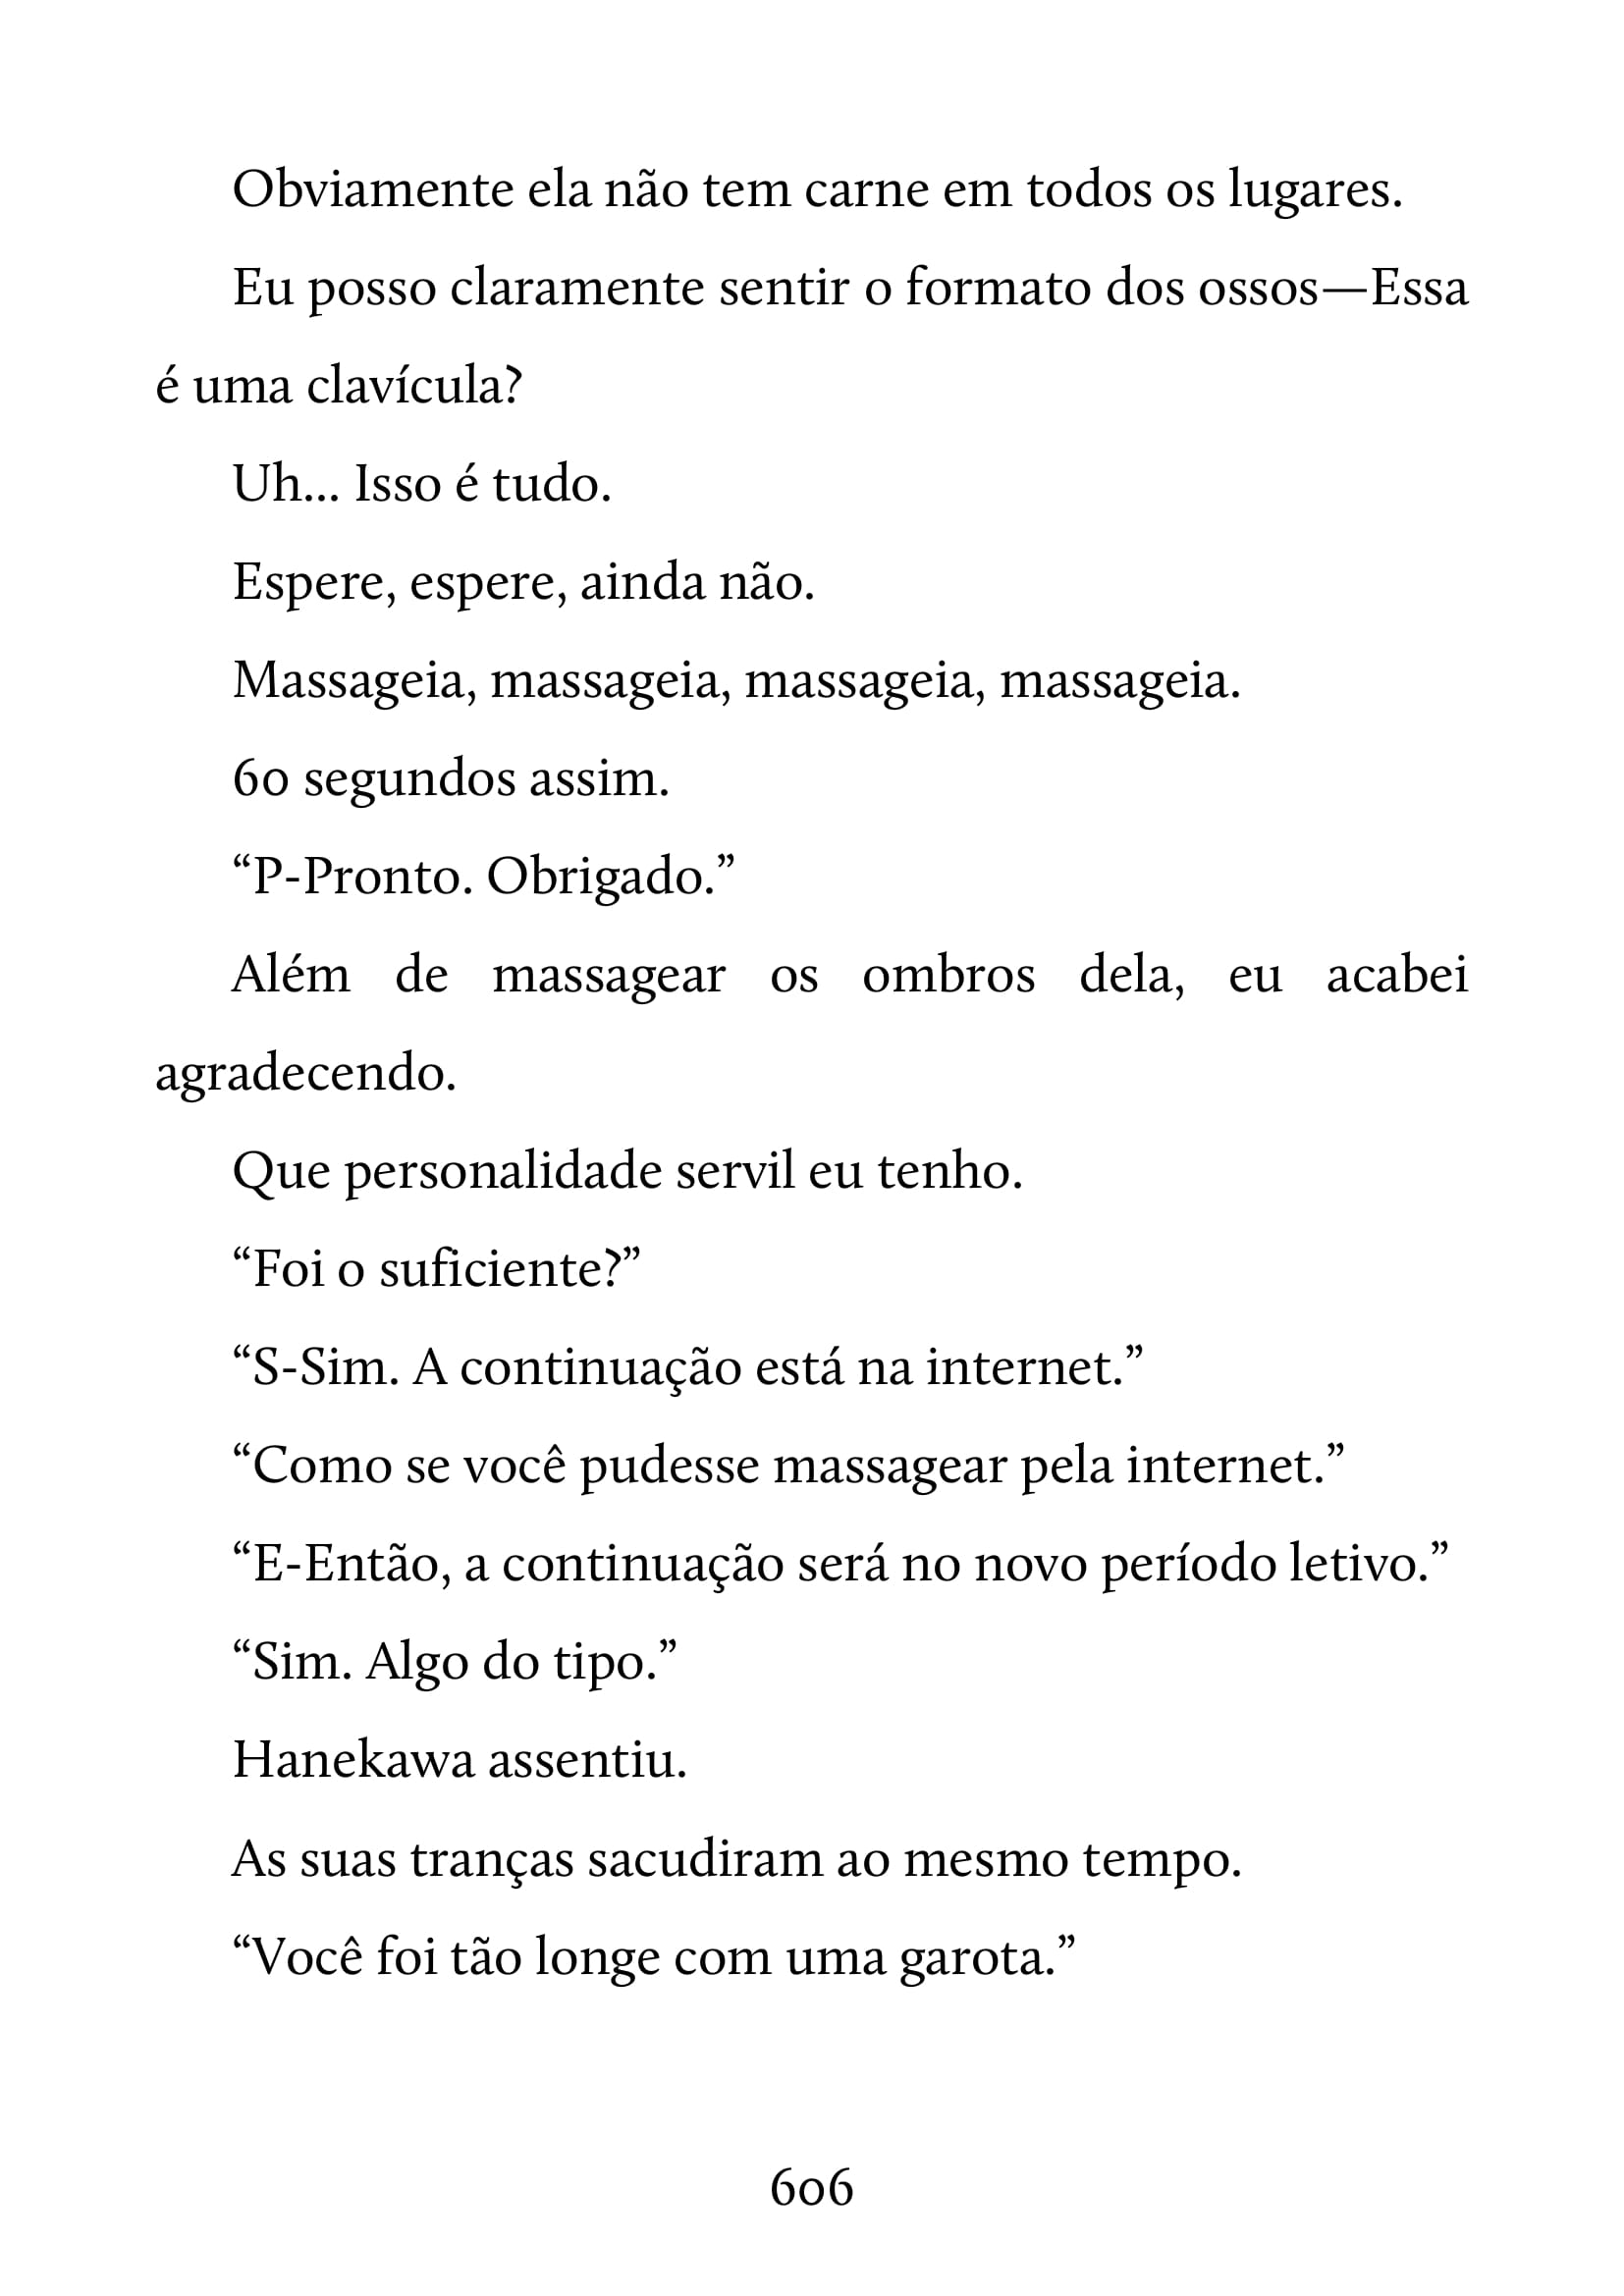 Obviamente ela não tem carne em todos os lugares.
Eu posso claramente sentir o formato dos ossos—Essa
é uma clavícula?
Uh... Isso é tudo.
Espere, espere, ainda não.
Massageia, massageia, massageia, massageia.
60 segundos assim.
“P-Pronto. Obrigado.”
Além de massagear os ombros dela, eu acabei
agradecendo.
Que personalidade servil eu tenho.
“Foi o suficiente?”
“S-Sim. A continuação está na internet.”
“Como se você pudesse massagear pela internet.”
“E-Então, a continuação será no novo período letivo.”
“Sim. Algo do tipo.”
Hanekawa assentiu.
As suas tranças sacudiram ao mesmo tempo.
“Você foi tão longe com uma garota.”
606